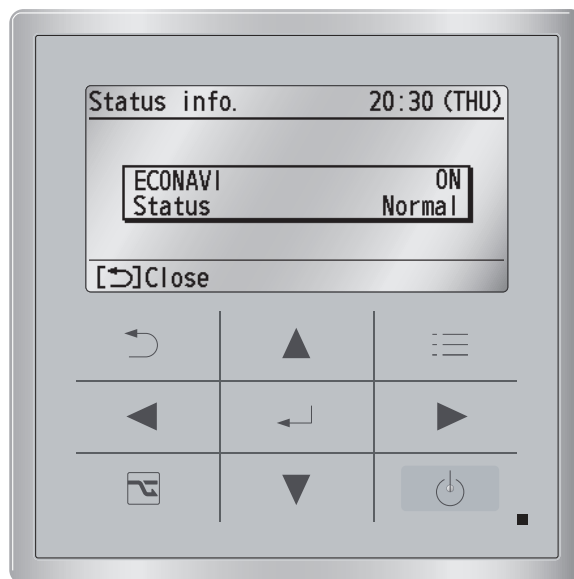 Status info. 20:30 (THU)
ECONAVI ON
Status Normal
[⮌]Close